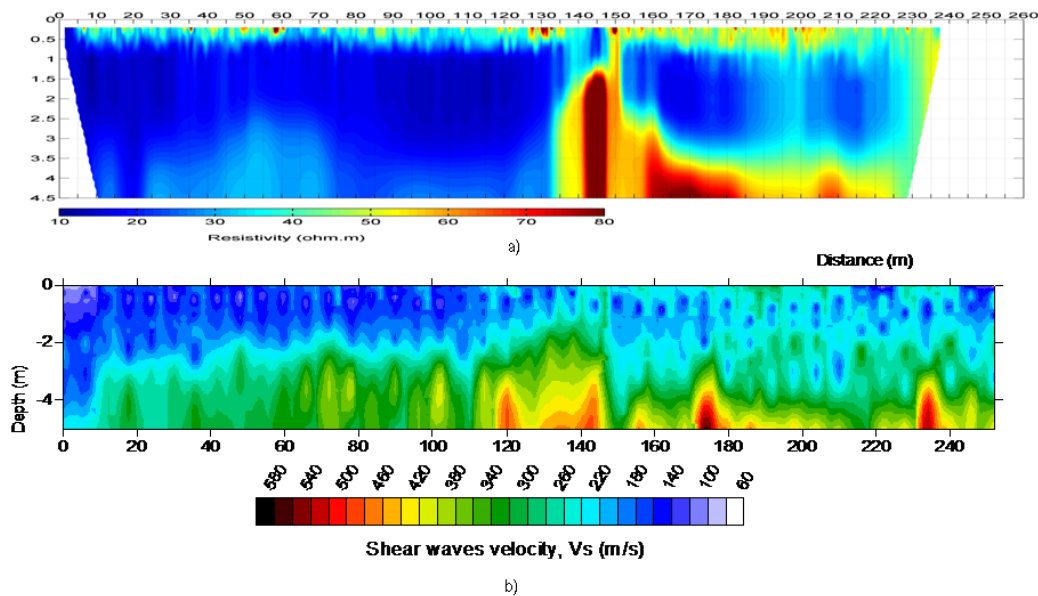 0 10 20 30 40 50 60 70 80 90 100 110 120 130 140 150 160 170 180 190 200 210 220 230 240 250 260
0
0.5
1
1.5
2
2.5
3
3.5
4
4.5
10 20 30 40 50 60 70 80
Resistivity (ohm.m)
a)
Distance (m)
0
-2
-4
Depth (m)
0 20 40 60 80 100 120 140 160 180 200 220 240
580 540 500 460 420 380 340 300 260 220 180 140 100 60
Shear waves velocity, Vs (m/s)
b)